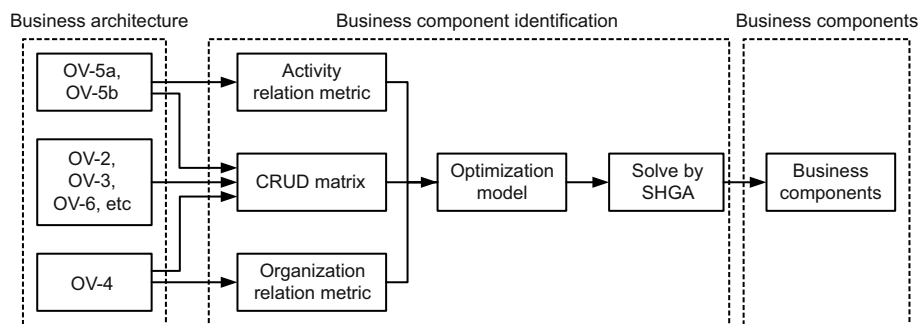 Business architecture
Business component identification
Business components
OV-5a,
OV-5b
OV-2,
OV-3,
OV-6, etc
OV-4
Activity
relation metric
CRUD matrix
Organization
relation metric
Optimization
model
Solve by
SHGA
Business
components